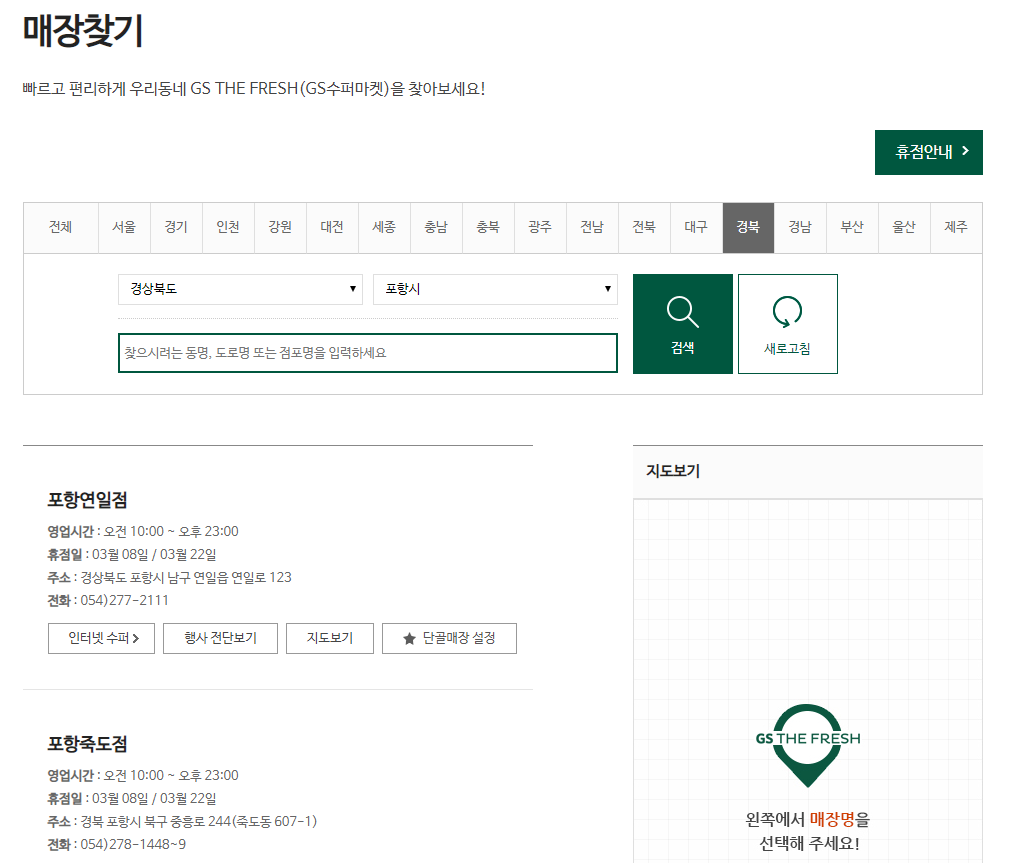 매장찾기
빠르고 편리하게 우리동네 GS THE FRESH(GS수퍼마켓)을 찾아보세요!
휴점안내
전체 서울 경기 인천 강원 대전 세종 충남 충북 광주 전남 전북 대구 경북 경남 부산 울산 제주
경상북도 포항시
찾으시려는 동명, 도로명 또는 점포명을 입력하세요
검색 새로고침
포항연일점
영업시간 : 오전 10:00 ~ 오후 23:00
휴점일 : 03월 08일 / 03월 22일
주소 : 경상북도 포항시 남구 연일읍 연일로 123
전화 : 054)277-2111
인터넷 수퍼 행사 전단보기 지도보기 단골매장 설정
포항죽도점
영업시간 : 오전 10:00 ~ 오후 23:00
휴점일 : 03월 08일 / 03월 22일
주소 : 경북 포항시 북구 중흥로 244(죽도동 607-1)
전화 : 054)278-1448~9
지도보기
GS THE FRESH
왼쪽에서 매장명을
선택해 주세요!